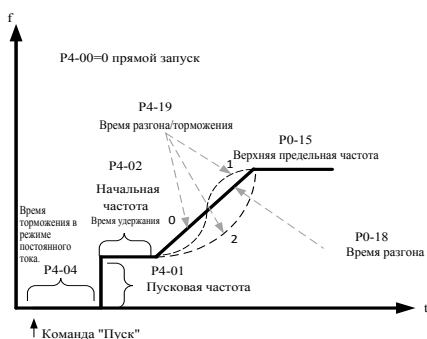 f
P4-00=0 прямой запуск
P4-19
Время разгона/торможения
P0-15
Верхняя предельная частота
P4-02
Начальная
частота
Время удержания
1
0
2
Время
торможения в
режиме
постоянного
тока.
P4-04
P4-01
Пусковая частота
P0-18
Время разгона
t
Команда "Пуск"